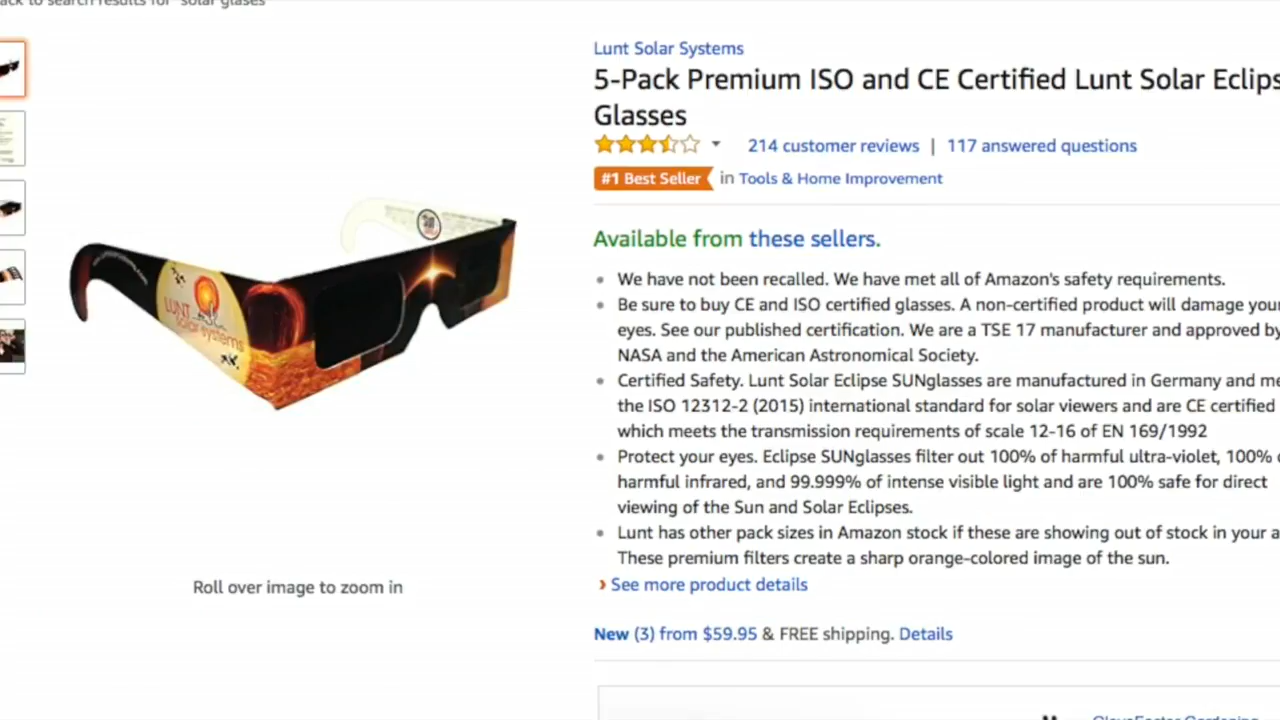 back to search results for "solar glasses"
Lunt Solar Systems
5-Pack Premium ISO and CE Certified Lunt Solar Eclips
Glasses
214 customer reviews | 117 answered questions
#1 Best Seller in Tools & Home Improvement
Available from these sellers.
We have not been recalled. We have met all of Amazon's safety requirements.
Be sure to buy CE and ISO certified glasses. A non-certified product will damage your
eyes. See our published certification. We are a TSE 17 manufacturer and approved by
NASA and the American Astronomical Society.
Certified Safety. Lunt Solar Eclipse SUNglasses are manufactured in Germany and me
the ISO 12312-2 (2015) international standard for solar viewers and are CE certified
which meets the transmission requirements of scale 12-16 of EN 169/1992
Protect your eyes. Eclipse SUNglasses filter out 100% of harmful ultra-violet, 100% o
harmful infrared, and 99.999% of intense visible light and are 100% safe for direct
viewing of the Sun and Solar Eclipses.
Lunt has other pack sizes in Amazon stock if these are showing out of stock in your a
These premium filters create a sharp orange-colored image of the sun.
› See more product details
New (3) from $59.95 & FREE shipping. Details
LUNT
solar systems
Roll over image to zoom in